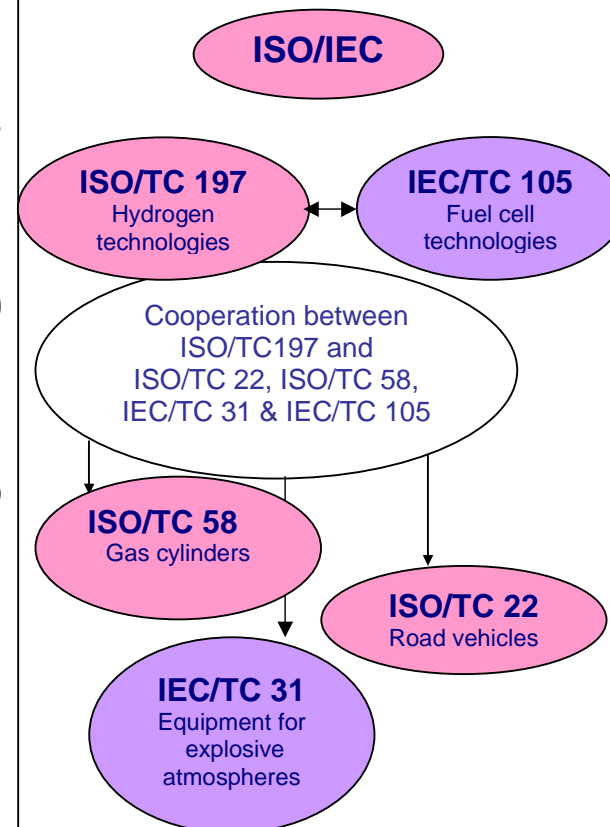 ISO/IEC
ISO/TC 197
Hydrogen
technologies
IEC/TC 105
Fuel cell
technologies
Cooperation between
ISO/TC197 and
ISO/TC 22, ISO/TC 58,
IEC/TC 31 & IEC/TC 105
ISO/TC 58
Gas cylinders
ISO/TC 22
Road vehicles
IEC/TC 31
Equipment for
explosive
atmospheres